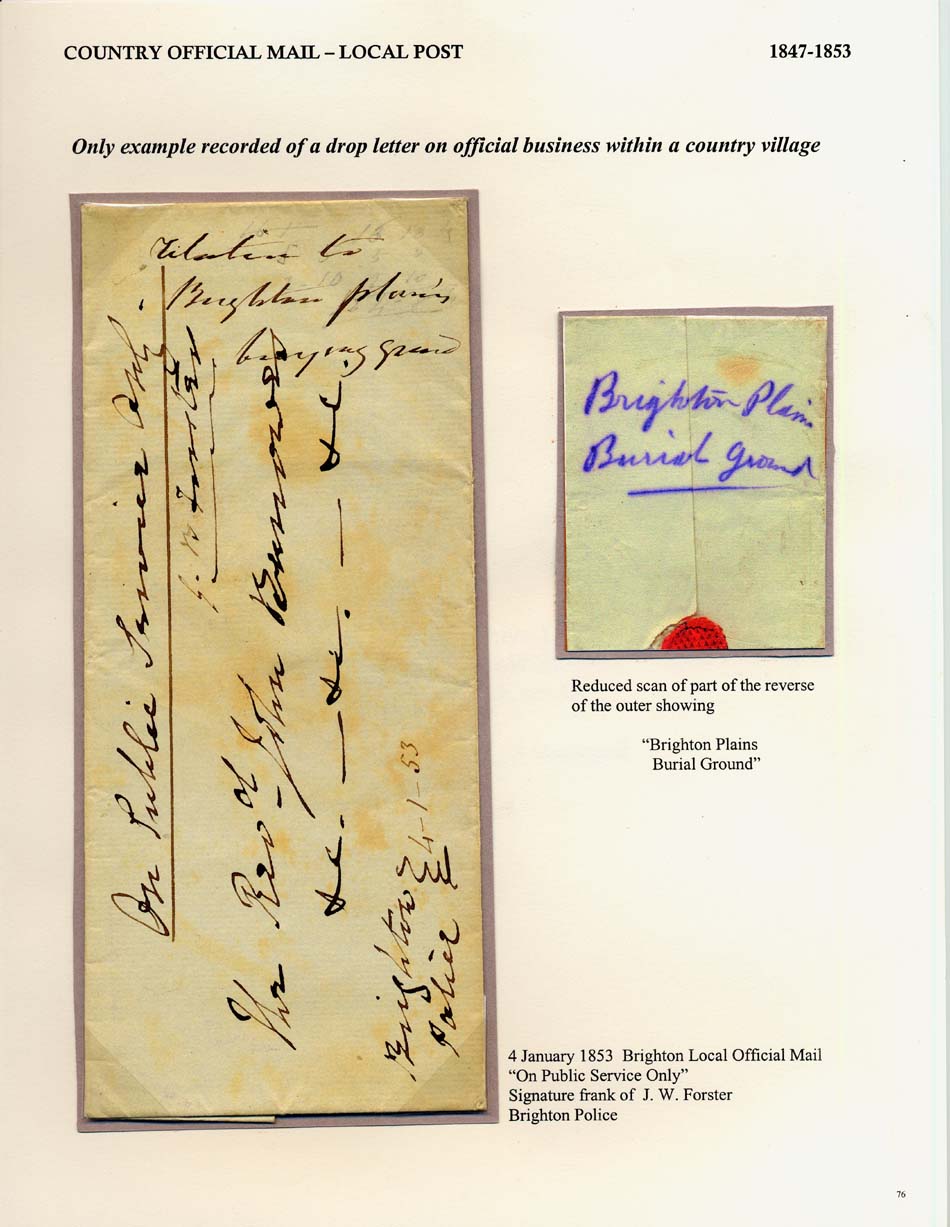 COUNTRY OFFICIAL MAIL – LOCAL POST 1847-1853
Only example recorded of a drop letter on official business within a country village
relative to
Brighton plains
burying ground
On Public Service Only
Forster
The Revd John Burrowes
&c. — &c. — &c.
Brighton
Police
4-1-53
Brighton Plains
Burial Ground
Reduced scan of part of the reverse
of the outer showing
“Brighton Plains
Burial Ground”
4 January 1853 Brighton Local Official Mail
“On Public Service Only”
Signature frank of J. W. Forster
Brighton Police
76